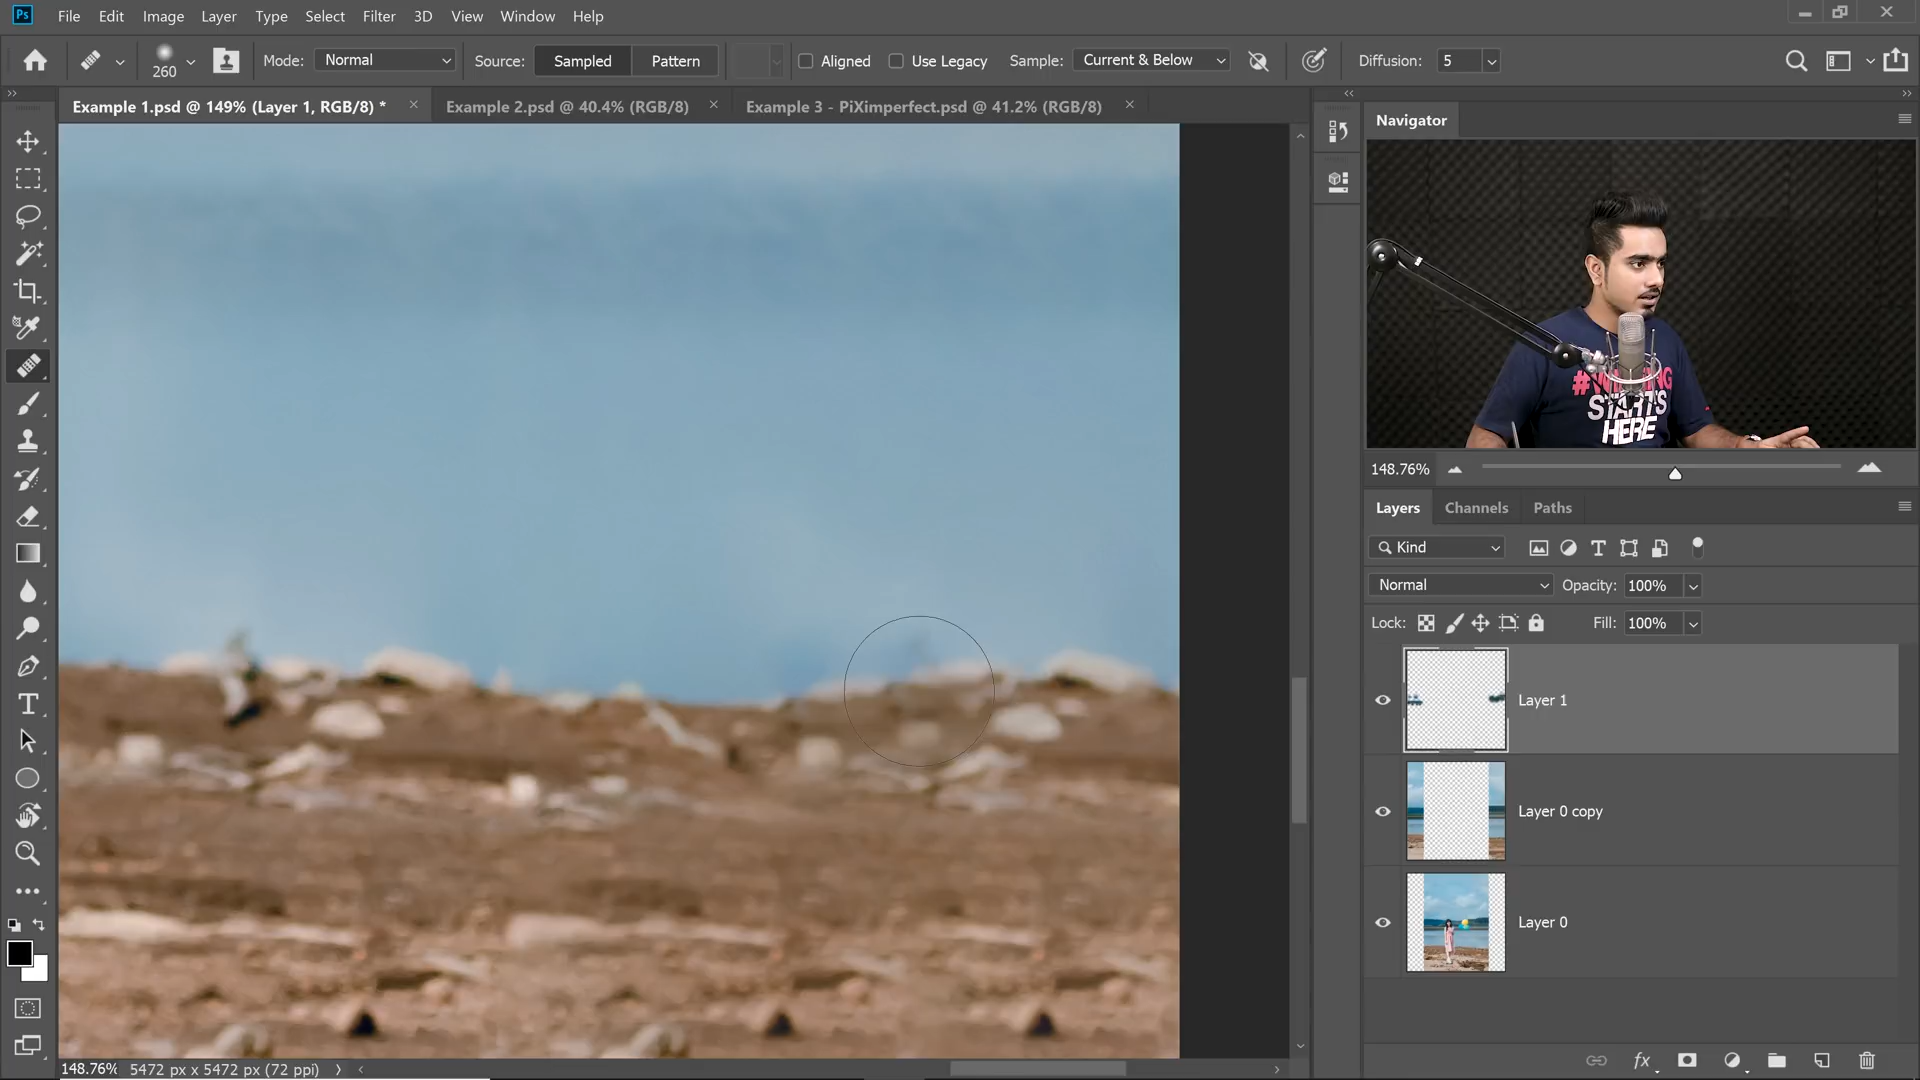 Ps File Edit Image Layer Type Select Filter 3D View Window Help
260 Mode: Normal Source: Sampled Pattern Aligned Use Legacy Sample: Current & Below Diffusion: 5
Example 1.psd @ 149% (Layer 1, RGB/8) * Example 2.psd @ 40.4% (RGB/8) Example 3 - PiXimperfect.psd @ 41.2% (RGB/8)
Navigator
STARTS
HERE
148.76%
Layers Channels Paths
Kind
Normal Opacity: 100%
Lock: Fill: 100%
Layer 1
Layer 0 copy
Layer 0
fx
148.76% 5472 px x 5472 px (72 ppi)